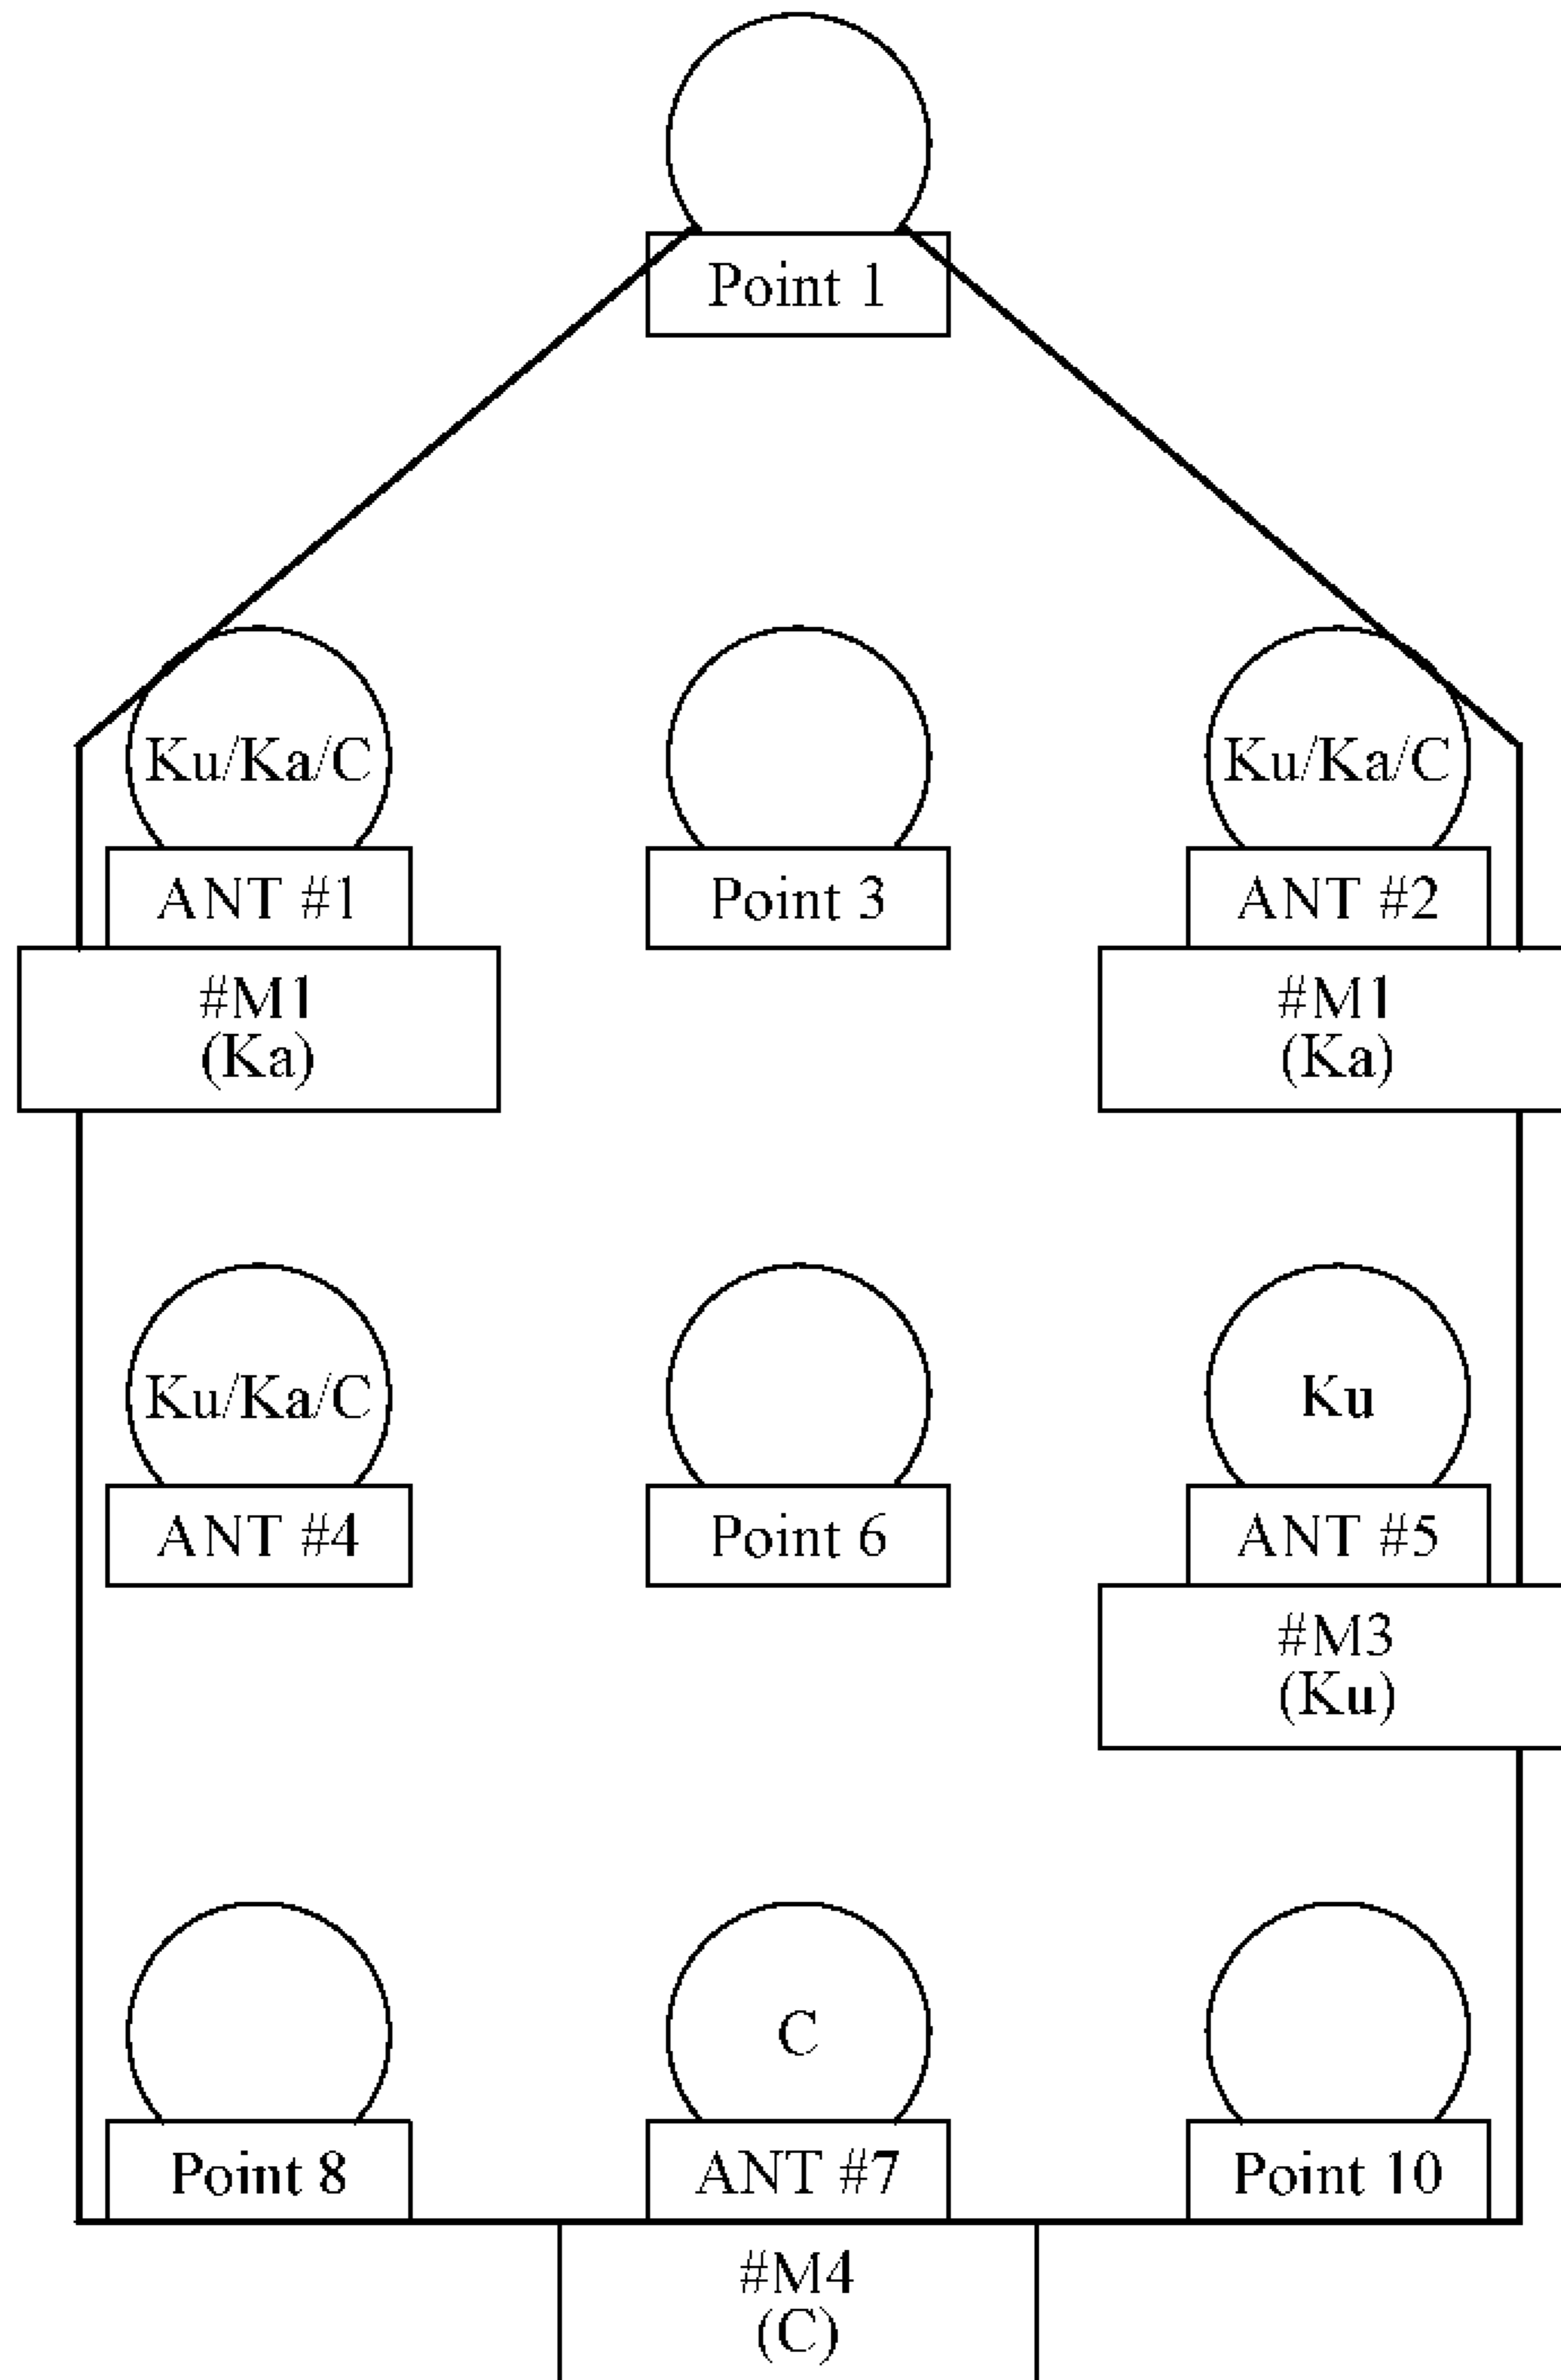 Point 1
Ku/Ka/C
Ku/Ka/C
ANT #1
Point 3
ANT #2
#M1
(Ka)
#M1
(Ka)
Ku/Ka/C
Ku
ANT #4
Point 6
ANT #5
#M3
(Ku)
C
Point 8
ANT #7
Point 10
#M4
(C)